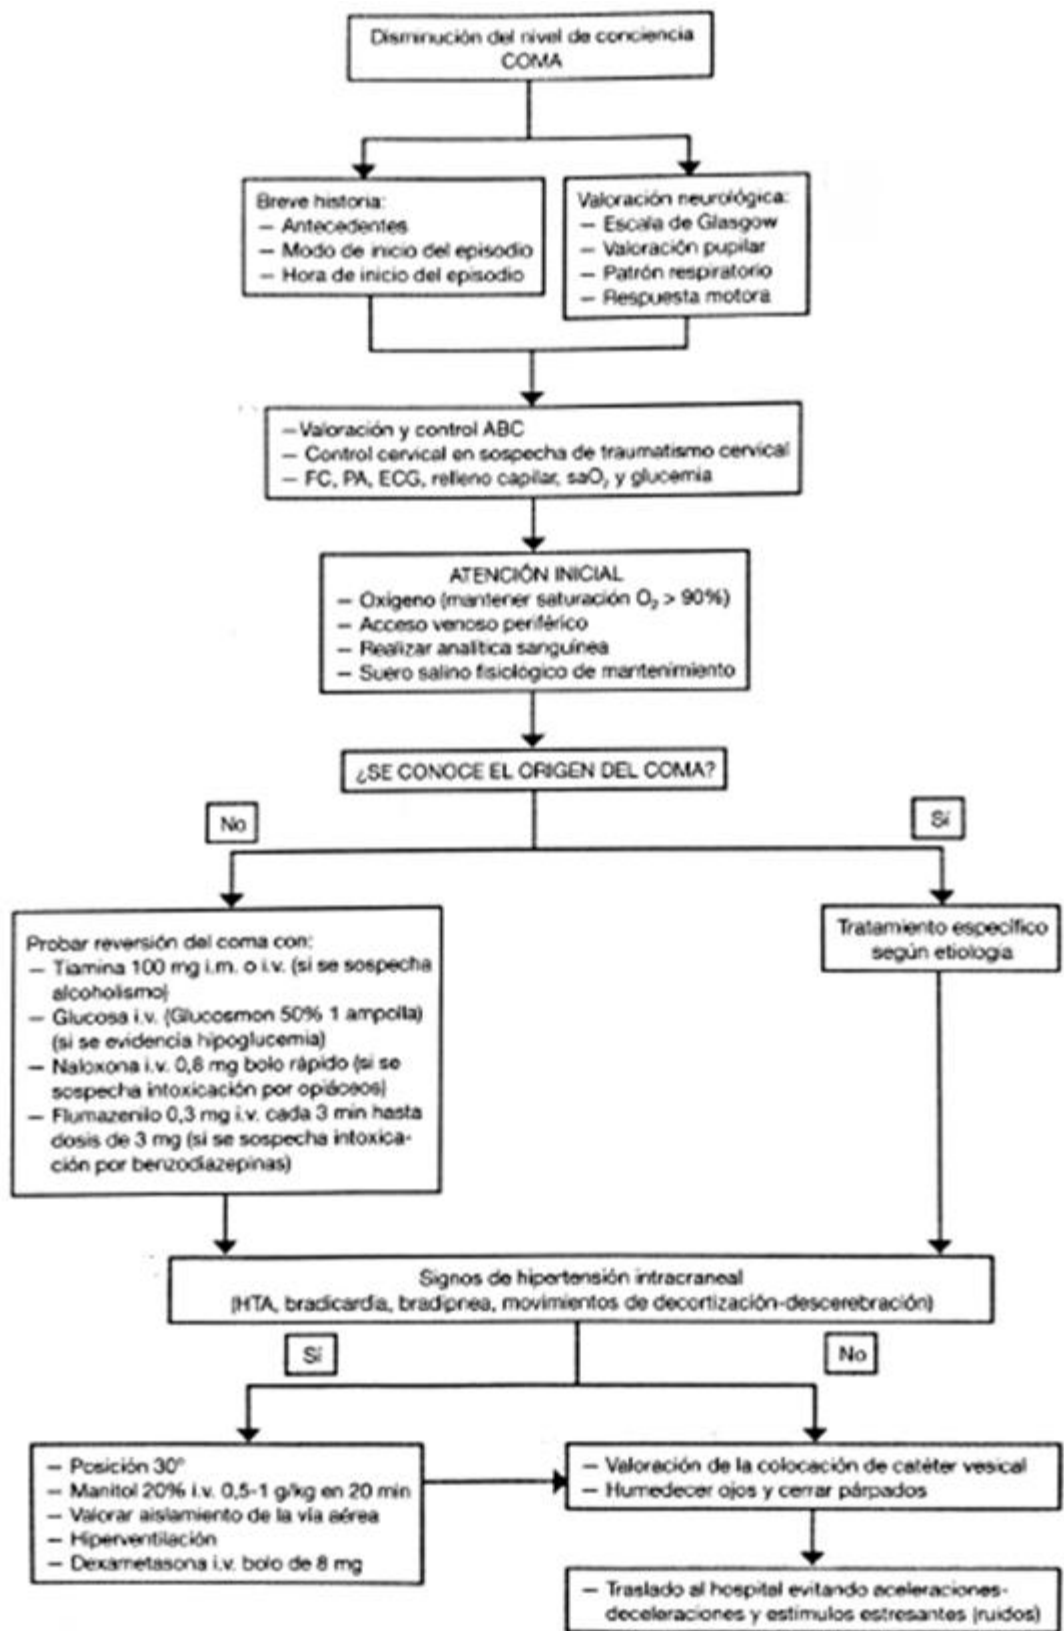 Disminución del nivel de conciencia
COMA
Breve historia:
— Antecedentes
— Modo de inicio del episodio
— Hora de inicio del episodio
Valoración neurológica:
— Escala de Glasgow
— Valoración pupilar
— Patrón respiratorio
— Respuesta motora
— Valoración y control ABC
— Control cervical en sospecha de traumatismo cervical
— FC, PA, ECG, relleno capilar, saO₂ y glucemia
ATENCIÓN INICIAL
— Oxígeno (mantener saturación O₂ > 90%)
— Acceso venoso periférico
— Realizar analítica sanguínea
— Suero salino fisiológico de mantenimiento
¿SE CONOCE EL ORIGEN DEL COMA?
No
Sí
Probar reversión del coma con:
— Tiamina 100 mg i.m. o i.v. (si se sospecha
alcoholismo)
— Glucosa i.v. (Glucosmon 50% 1 ampolla)
(si se evidencia hipoglucemia)
— Naloxona i.v. 0,8 mg bolo rápido (si se
sospecha intoxicación por opiáceos)
— Flumazenilo 0,3 mg i.v. cada 3 min hasta
dosis de 3 mg (si se sospecha intoxica-
ción por benzodiazepinas)
Tratamiento específico
según etiología
Signos de hipertensión intracraneal
(HTA, bradicardia, bradipnea, movimientos de decortización-descerebración)
Sí
No
— Posición 30°
— Manitol 20% i.v. 0,5-1 g/kg en 20 min
— Valorar aislamiento de la vía aérea
— Hiperventilación
— Dexametasona i.v. bolo de 8 mg
— Valoración de la colocación de catéter vesical
— Humedecer ojos y cerrar párpados
— Traslado al hospital evitando aceleraciones-
deceleraciones y estímulos estresantes (ruidos)